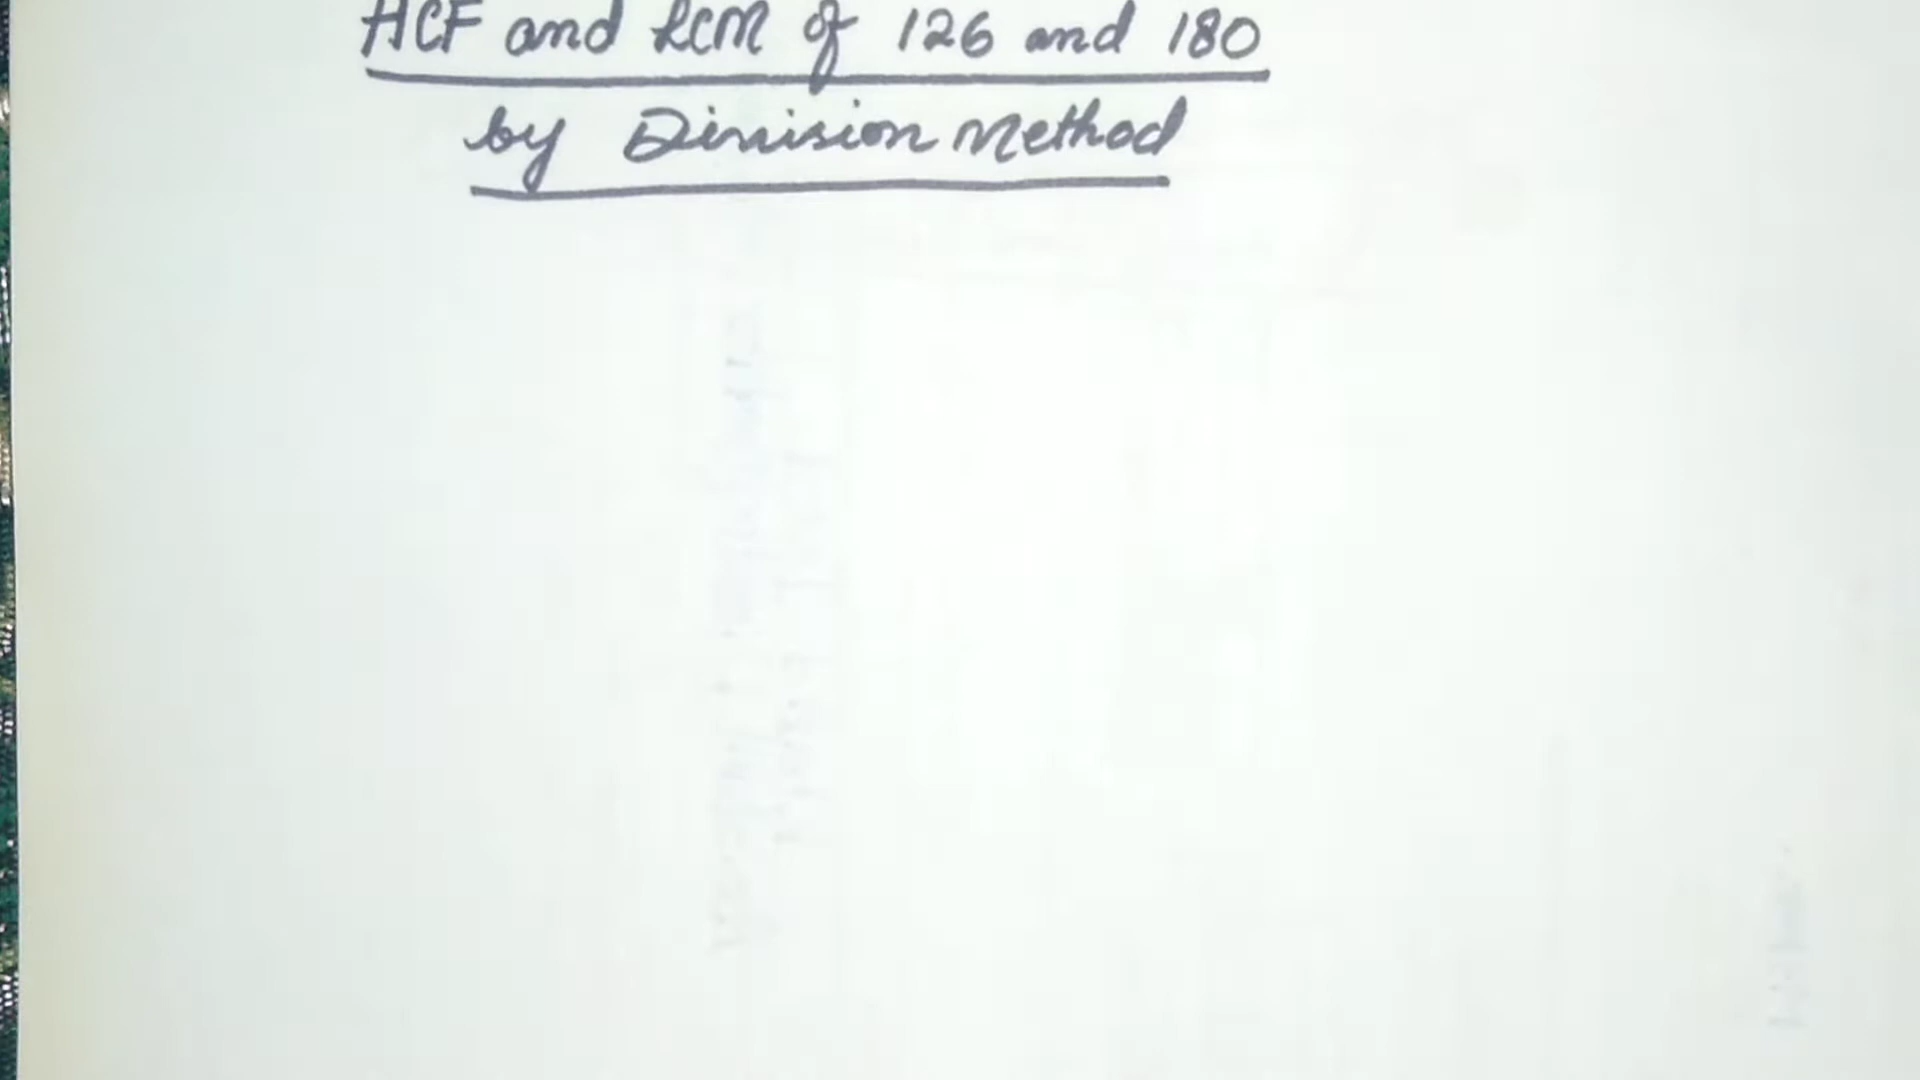 HCF and LCM of 126 and 180
by Division Method